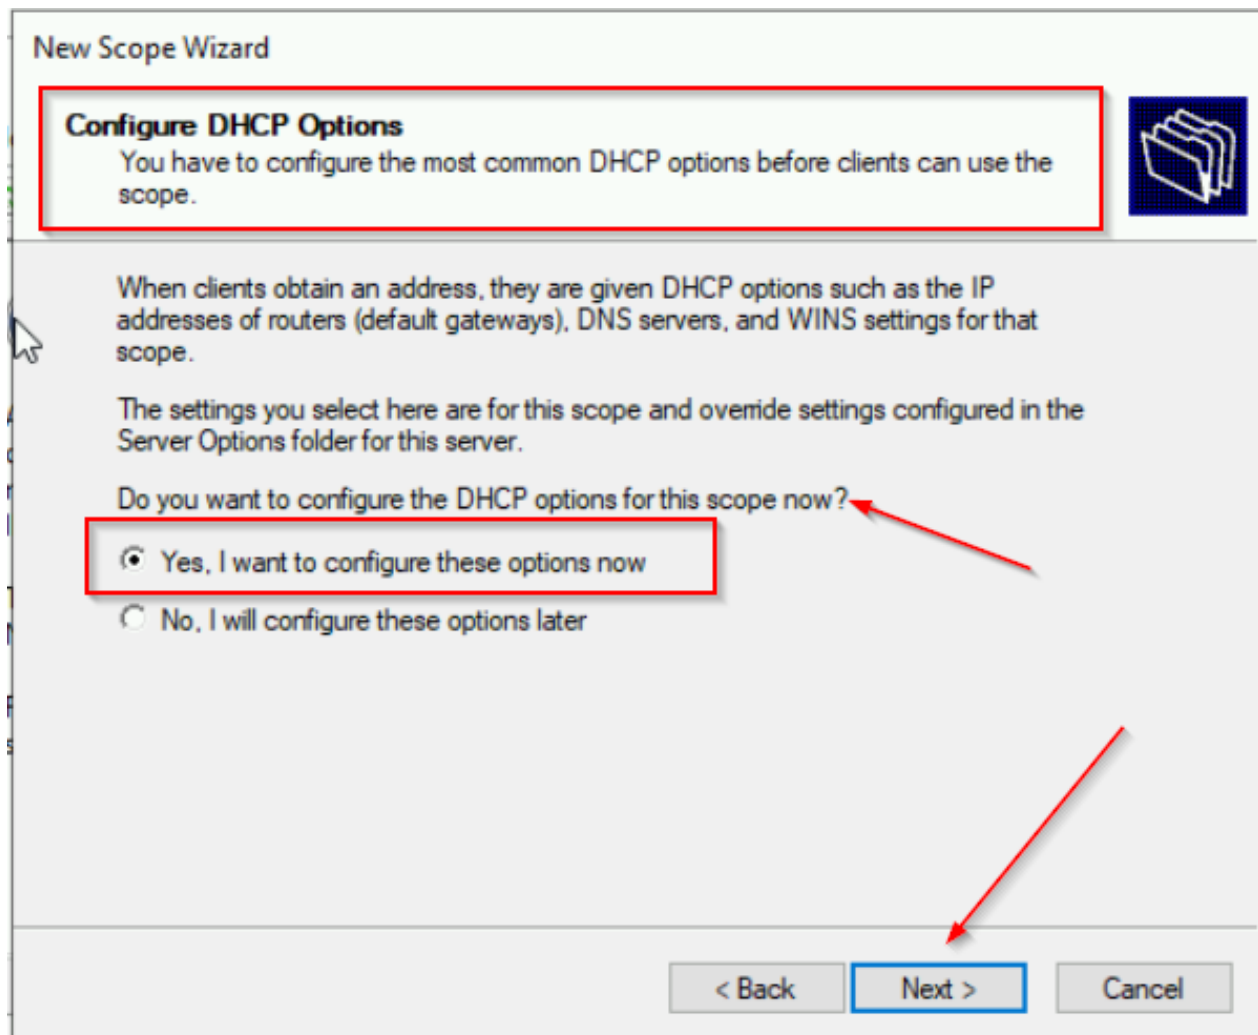 New Scope Wizard
Configure DHCP Options
You have to configure the most common DHCP options before clients can use the
scope.
When clients obtain an address, they are given DHCP options such as the IP
addresses of routers (default gateways), DNS servers, and WINS settings for that
scope.
The settings you select here are for this scope and override settings configured in the
Server Options folder for this server.
Do you want to configure the DHCP options for this scope now?
Yes, I want to configure these options now
No, I will configure these options later
< Back
Next >
Cancel